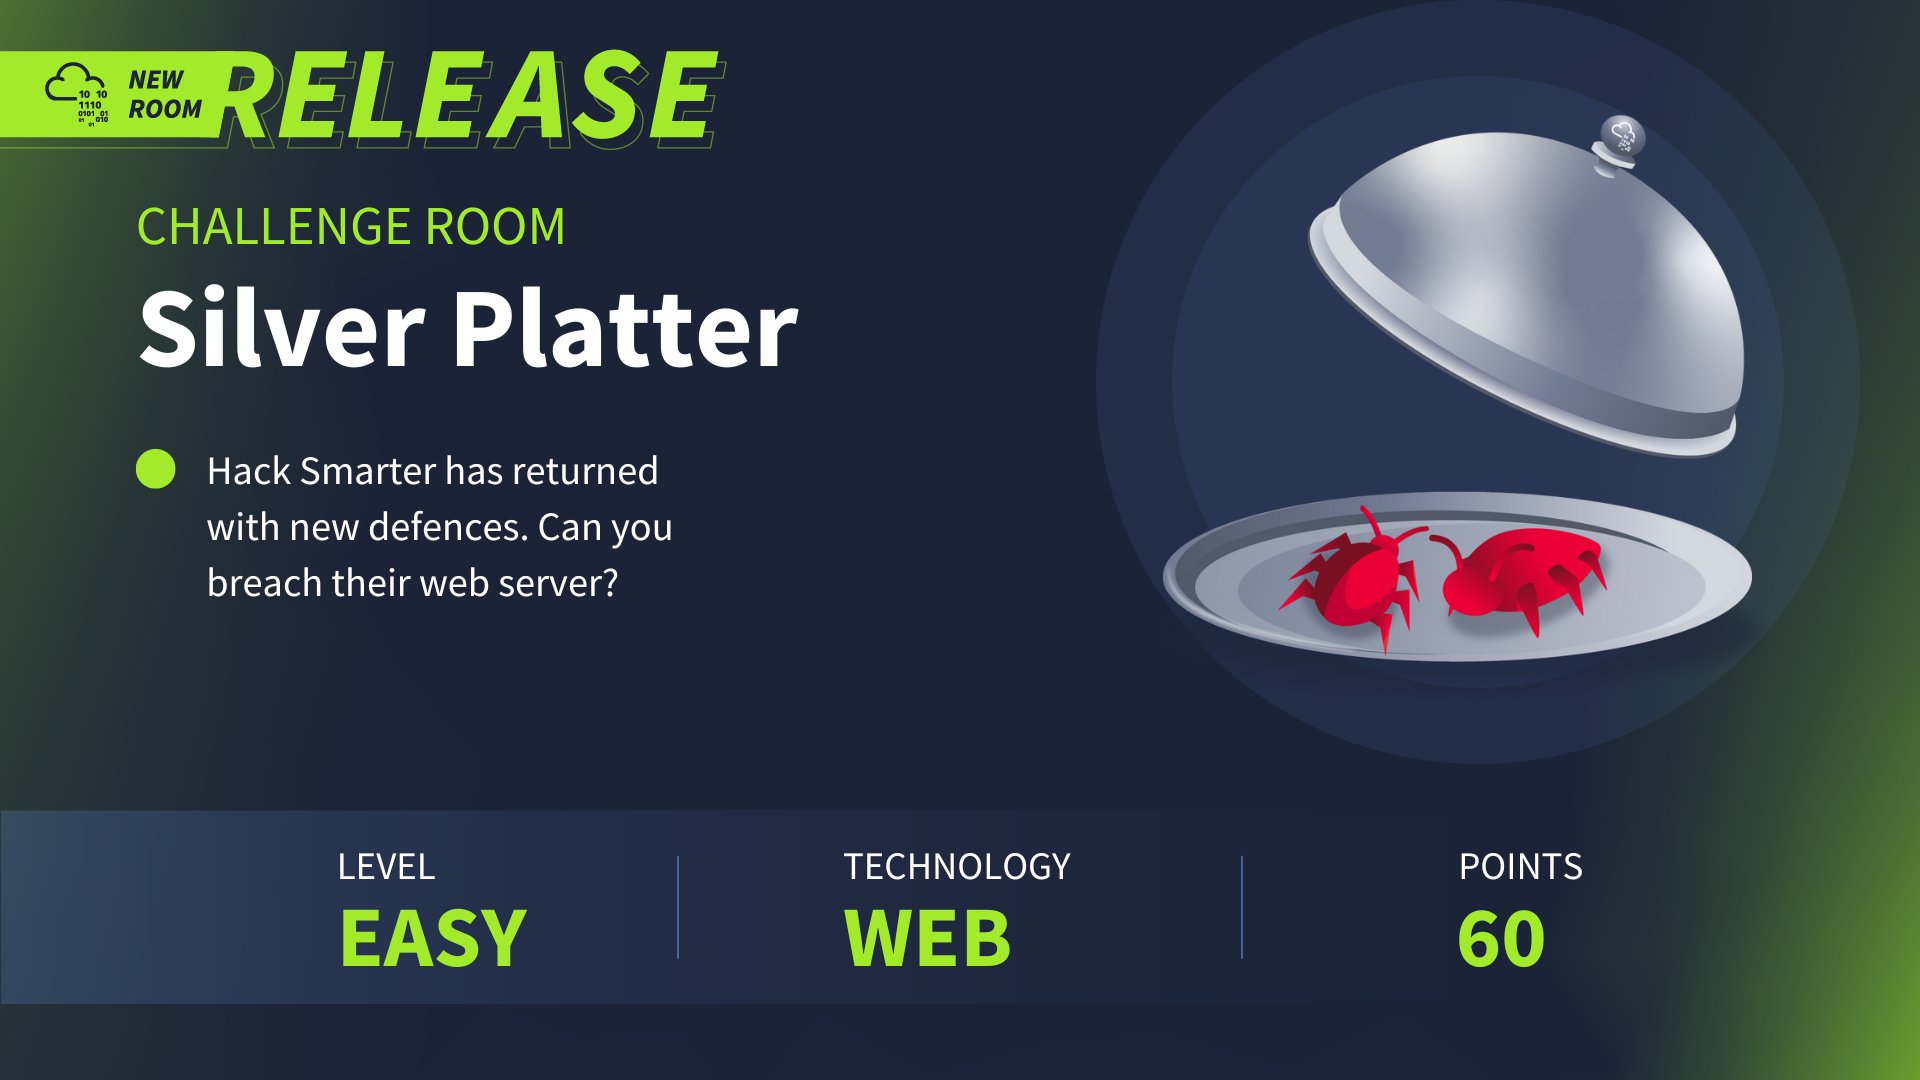 NEW
ROOM
RELEASE
CHALLENGE ROOM
Silver Platter
Hack Smarter has returned
with new defences. Can you
breach their web server?
LEVEL
EASY
TECHNOLOGY
WEB
POINTS
60